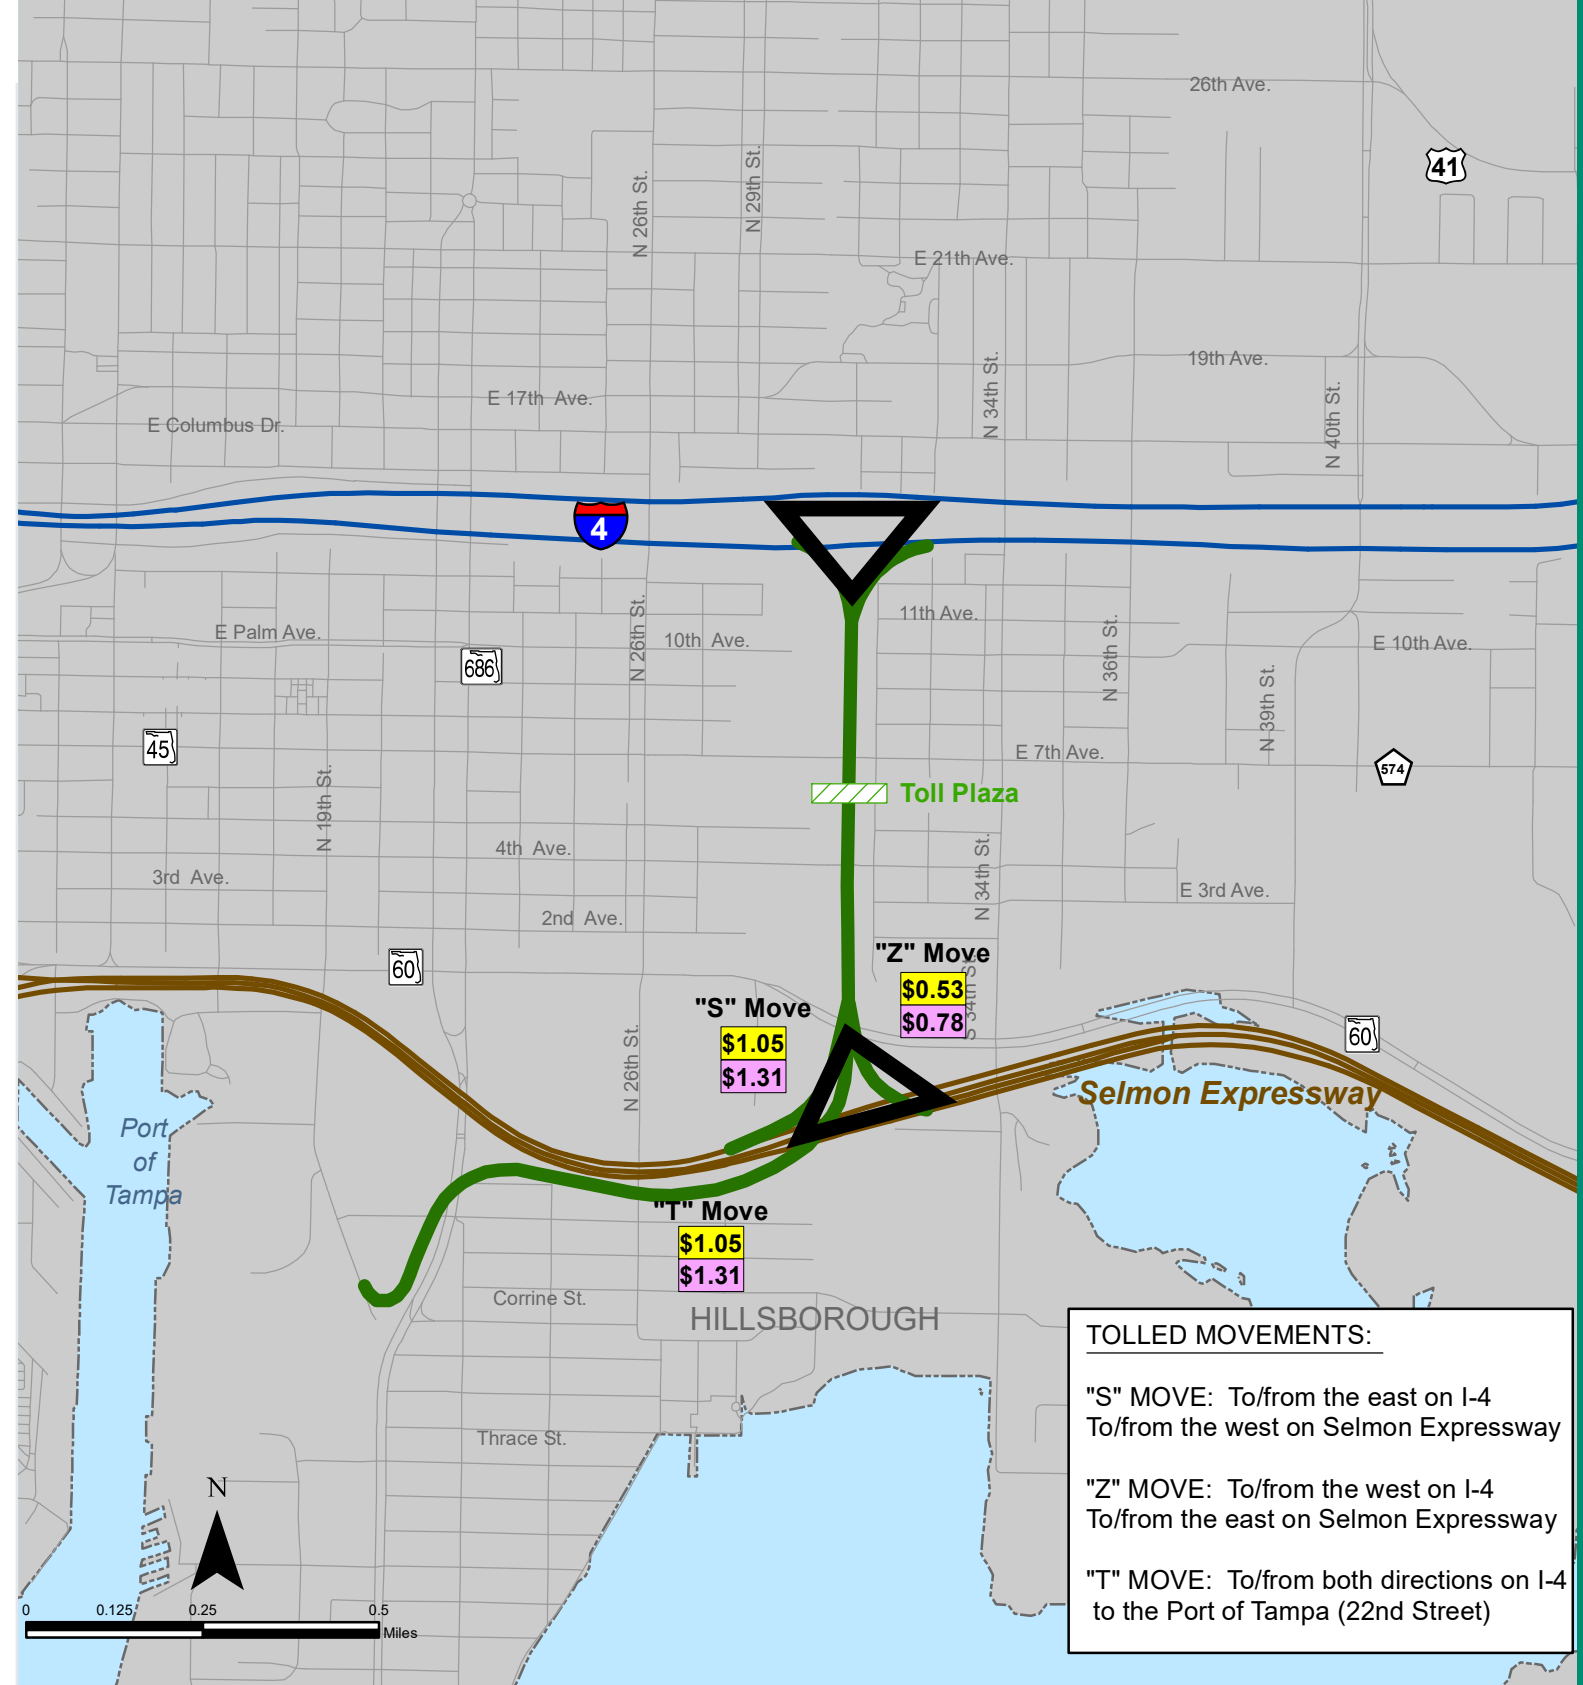 26th Ave.
41
N 26th St.
N 29th St.
E 21th Ave.
19th Ave.
N 34th St.
N 40th St.
E 17th Ave.
E Columbus Dr.
4
11th Ave.
E Palm Ave.
10th Ave.
E 10th Ave.
N 26th St.
N 36th St.
686
N 39th St.
45
E 7th Ave.
574
Toll Plaza
N 19th St.
4th Ave.
N 34th St.
3rd Ave.
E 3rd Ave.
2nd Ave.
"Z" Move
$0.53
$0.78
S 34th St.
60
"S" Move
$1.05
$1.31
N 26th St.
60
Selmon Expressway
Port
of
Tampa
"T" Move
$1.05
$1.31
Corrine St.
HILLSBOROUGH
Thrace St.
TOLLED MOVEMENTS:
"S" MOVE: To/from the east on I-4
To/from the west on Selmon Expressway
"Z" MOVE: To/from the west on I-4
To/from the east on Selmon Expressway
"T" MOVE: To/from both directions on I-4
to the Port of Tampa (22nd Street)
N
0 0.125 0.25 0.5
Miles